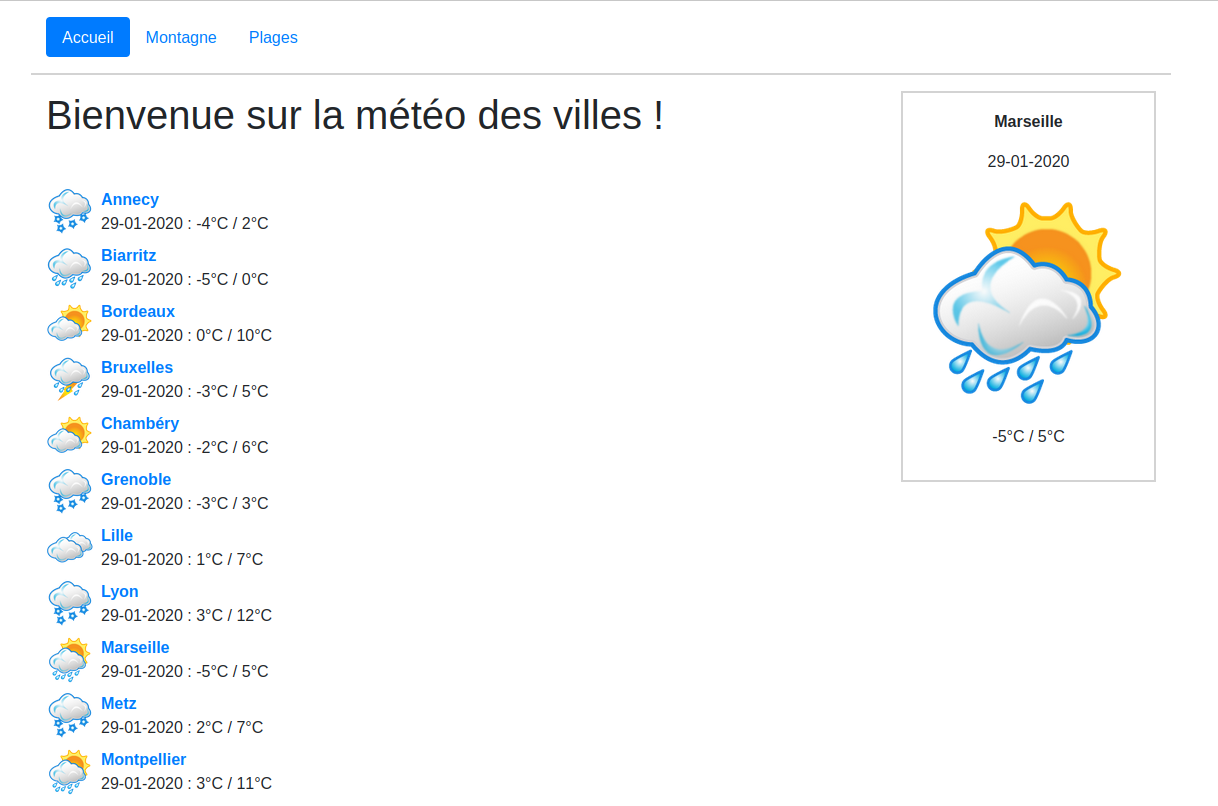 Accueil Montagne Plages
Bienvenue sur la météo des villes !
Annecy
29-01-2020 : -4°C / 2°C
Biarritz
29-01-2020 : -5°C / 0°C
Bordeaux
29-01-2020 : 0°C / 10°C
Bruxelles
29-01-2020 : -3°C / 5°C
Chambéry
29-01-2020 : -2°C / 6°C
Grenoble
29-01-2020 : -3°C / 3°C
Lille
29-01-2020 : 1°C / 7°C
Lyon
29-01-2020 : 3°C / 12°C
Marseille
29-01-2020 : -5°C / 5°C
Metz
29-01-2020 : 2°C / 7°C
Montpellier
29-01-2020 : 3°C / 11°C
Marseille
29-01-2020
-5°C / 5°C